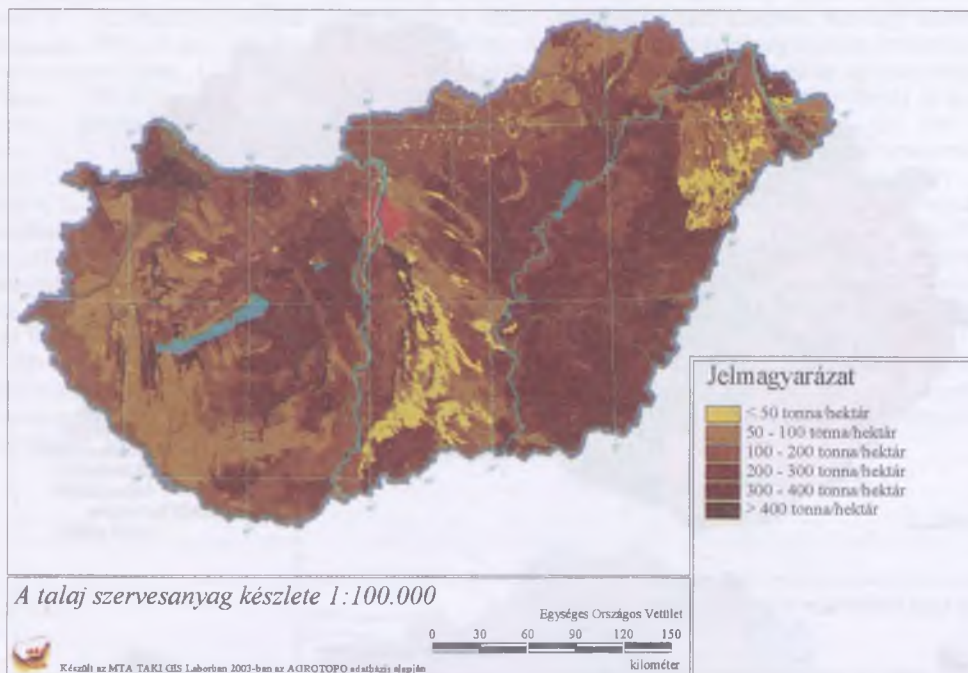 Jelmagyarázat
< 50 tonna/hektár
50 - 100 tonna/hektár
100 - 200 tonna/hektár
200 - 300 tonna/hektár
300 - 400 tonna/hektár
> 400 tonna/hektár
A talaj szervesanyag készlete 1:100.000
Egységes Országos Vetület
0 30 60 90 120 150
kilométer
Készült az MTA TAKI GIS Laborban 2003-ban az AGROTOPO adatbázis alapján